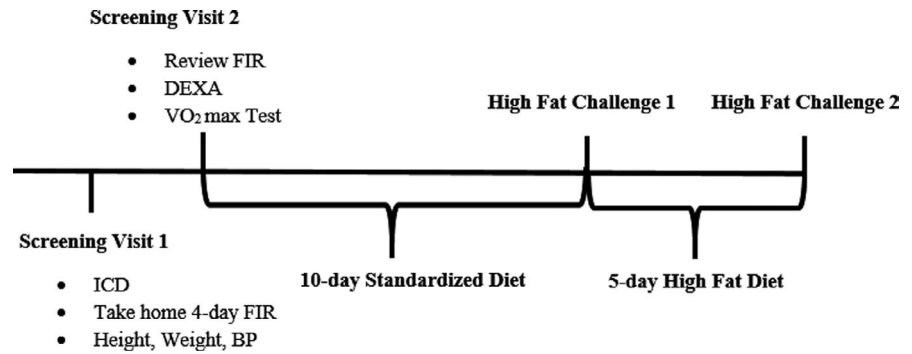 Screening Visit 2
• Review FIR
• DEXA
• VO₂ max Test
High Fat Challenge 1
High Fat Challenge 2
Screening Visit 1
• ICD
• Take home 4-day FIR
• Height, Weight, BP
10-day Standardized Diet
5-day High Fat Diet